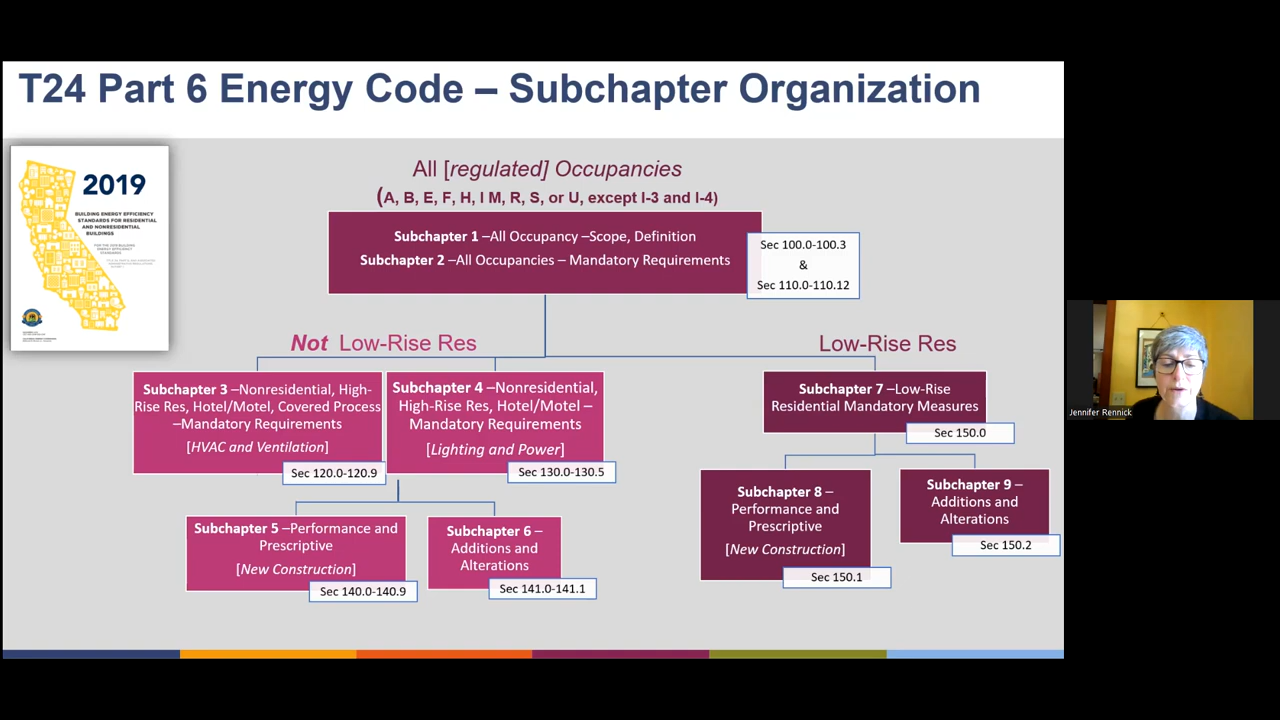 T24 Part 6 Energy Code – Subchapter Organization
2019
BUILDING ENERGY EFFICIENCY
STANDARDS FOR RESIDENTIAL
AND NONRESIDENTIAL
BUILDINGS
All [regulated] Occupancies
(A, B, E, F, H, I M, R, S, or U, except I-3 and I-4)
Subchapter 1 –All Occupancy –Scope, Definition
Subchapter 2 –All Occupancies – Mandatory Requirements
Sec 100.0-100.3
&
Sec 110.0-110.12
Not Low-Rise Res
Low-Rise Res
Subchapter 3 –Nonresidential, High-
Rise Res, Hotel/Motel, Covered Process
–Mandatory Requirements
[HVAC and Ventilation]
Sec 120.0-120.9
Subchapter 4 –Nonresidential,
High-Rise Res, Hotel/Motel –
Mandatory Requirements
[Lighting and Power]
Sec 130.0-130.5
Subchapter 7 –Low-Rise
Residential Mandatory Measures
Sec 150.0
Subchapter 5 –Performance and
Prescriptive
[New Construction]
Sec 140.0-140.9
Subchapter 6 –
Additions and
Alterations
Sec 141.0-141.1
Subchapter 8 –
Performance and
Prescriptive
[New Construction]
Sec 150.1
Subchapter 9 –
Additions and
Alterations
Sec 150.2
Jennifer Rennick